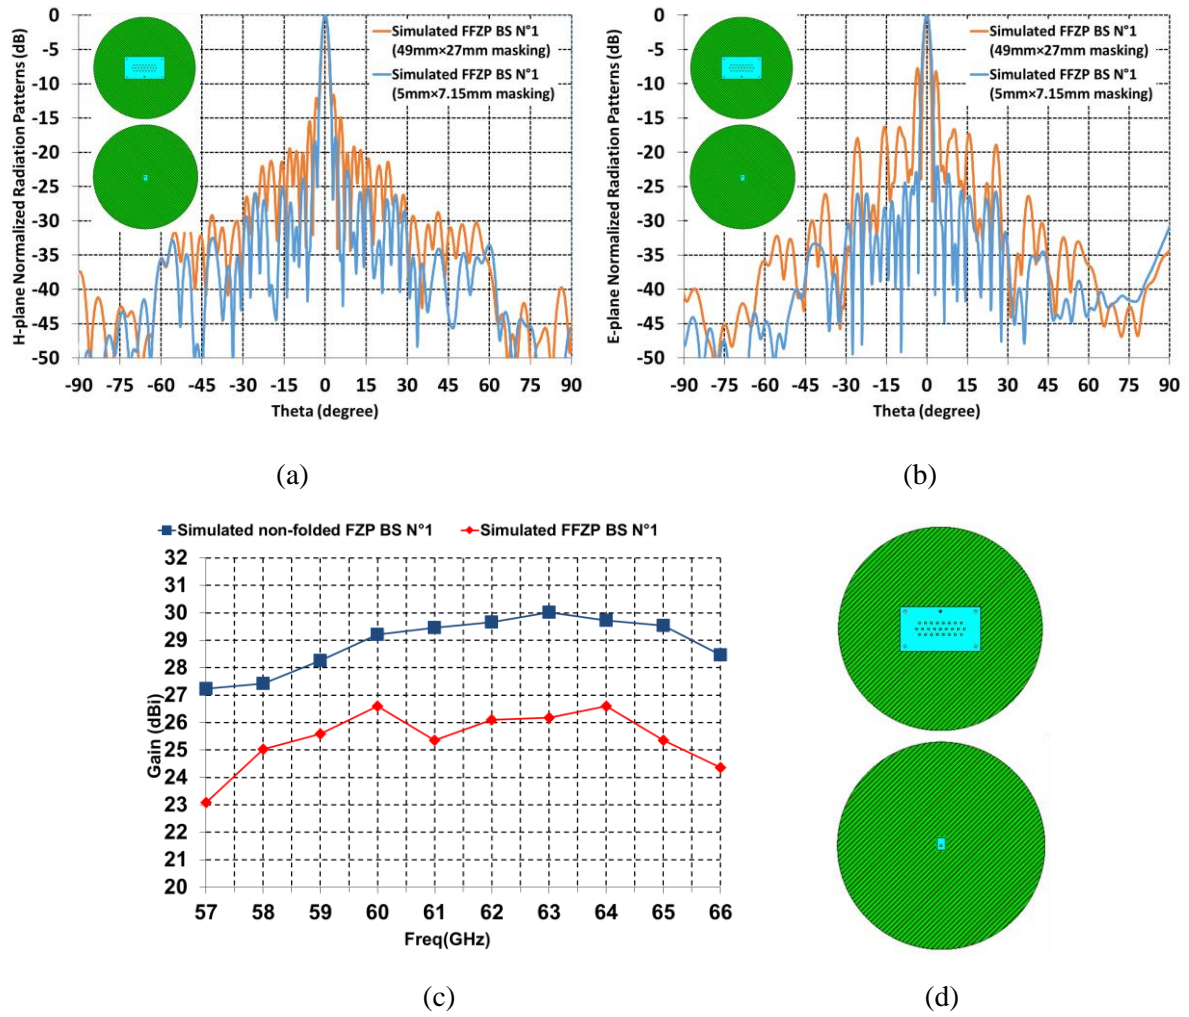 H-plane Normalized Radiation Patterns (dB)
0
-5
-10
-15
-20
-25
-30
-35
-40
-45
-50
Simulated FFZP BS N°1
(49mm×27mm masking)
Simulated FFZP BS N°1
(5mm×7.15mm masking)
-90 -75 -60 -45 -30 -15 0 15 30 45 60 75 90
Theta (degree)
E-plane Normalized Radiation Patterns (dB)
0
-5
-10
-15
-20
-25
-30
-35
-40
-45
-50
Simulated FFZP BS N°1
(49mm×27mm masking)
Simulated FFZP BS N°1
(5mm×7.15mm masking)
-90 -75 -60 -45 -30 -15 0 15 30 45 60 75 90
Theta (degree)
(a)
(b)
Simulated non-folded FZP BS N°1 Simulated FFZP BS N°1
Gain (dBi)
32
31
30
29
28
27
26
25
24
23
22
21
20
57 58 59 60 61 62 63 64 65 66
Freq(GHz)
(c)
(d)